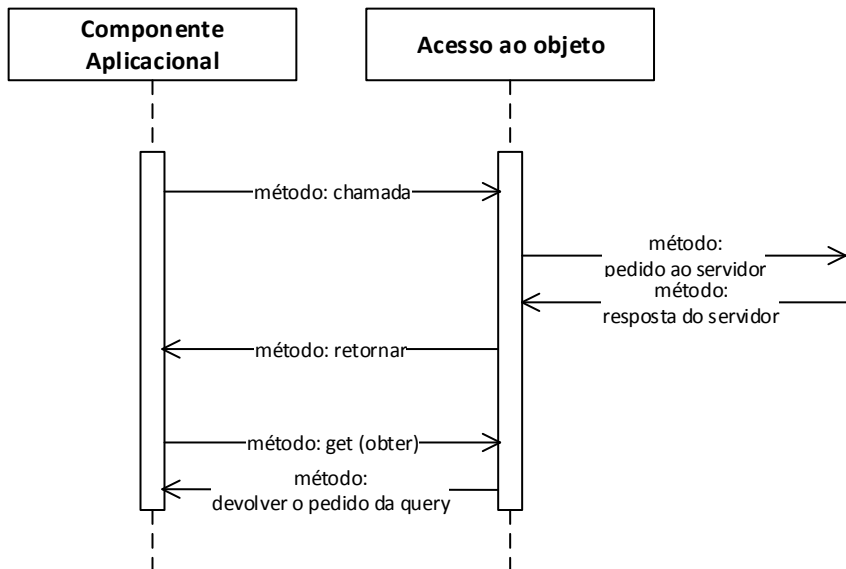 Componente
Aplicacional
Acesso ao objeto
método: chamada
método:
pedido ao servidor
método:
resposta do servidor
método: retornar
método: get (obter)
método:
devolver o pedido da query